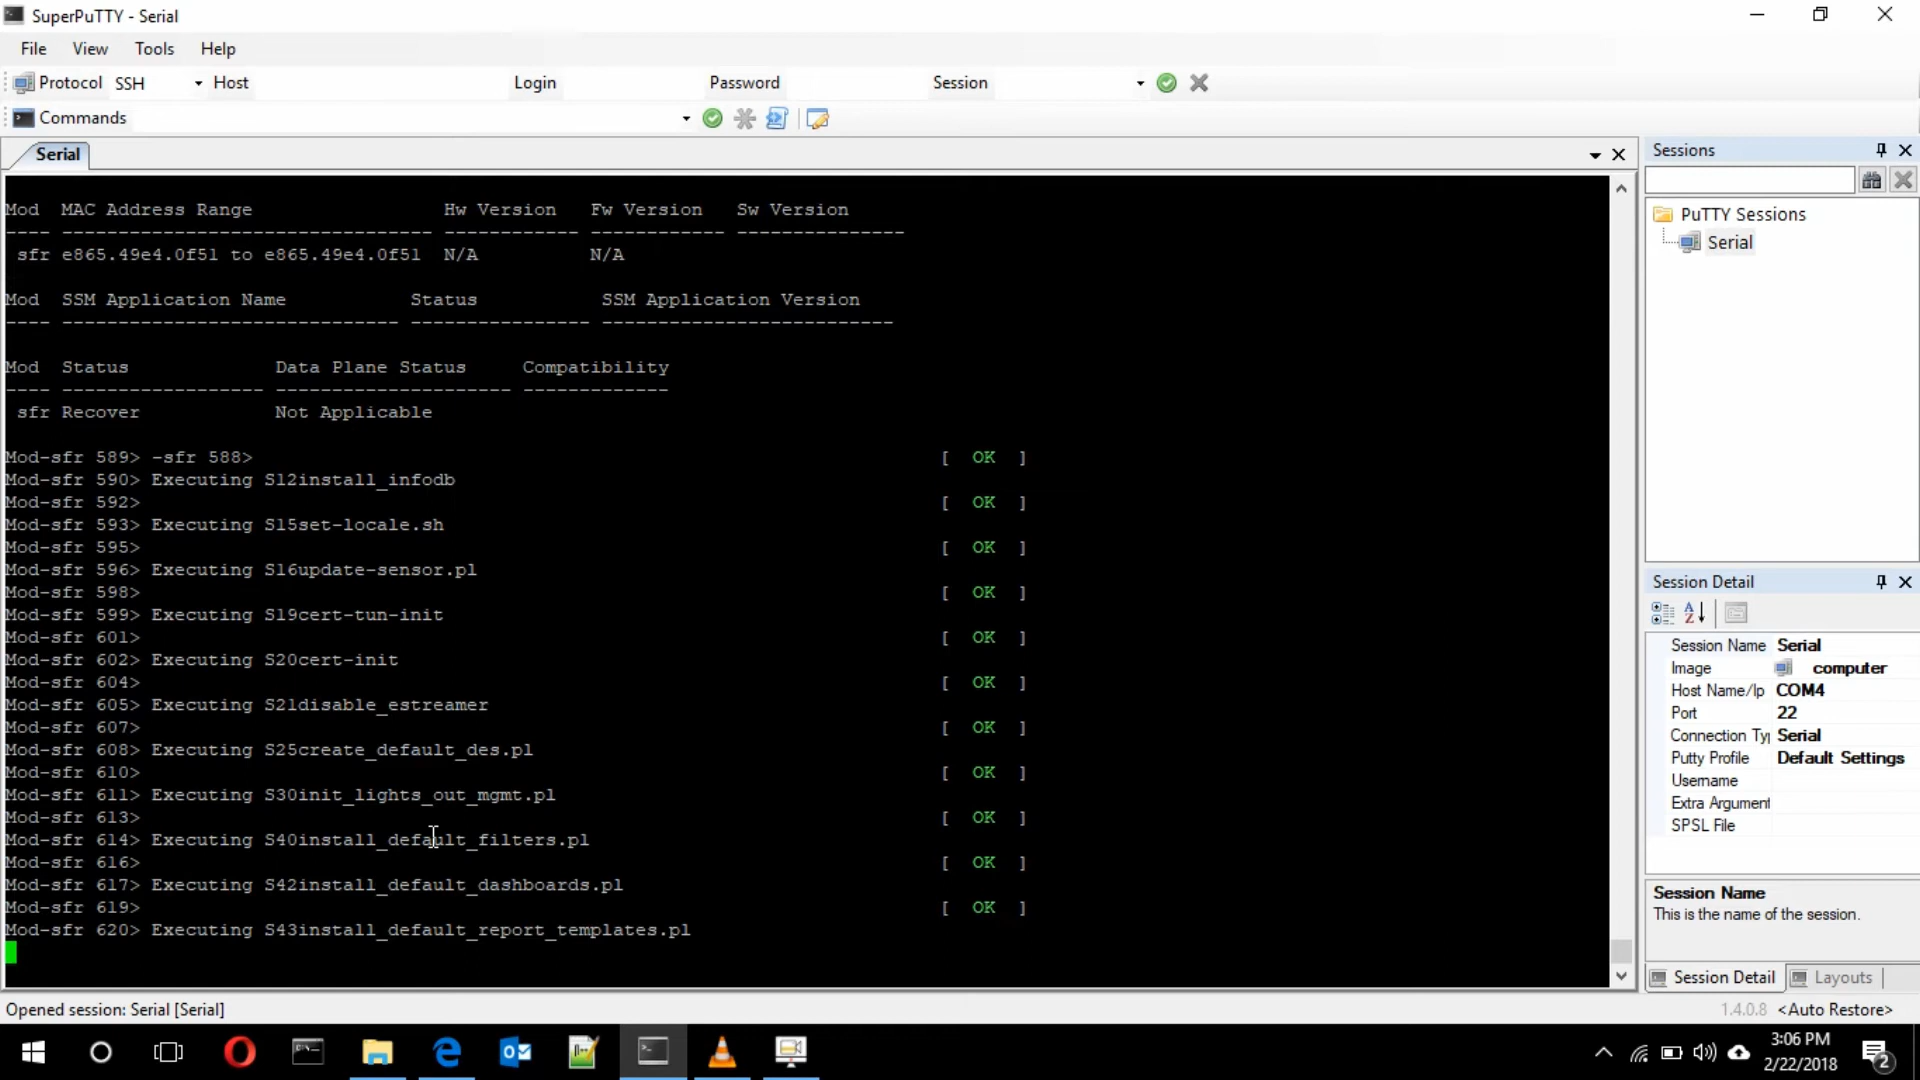 SuperPuTTY - Serial
File View Tools Help
Protocol SSH Host Login Password Session
Commands
Serial
Mod MAC Address Range Hw Version Fw Version Sw Version
---- --------------------------------- ------------ ------------ ---------------
sfr e865.49e4.0f51 to e865.49e4.0f51 N/A N/A
Mod SSM Application Name Status SSM Application Version
---- ------------------------------ ---------------- --------------------------
Mod Status Data Plane Status Compatibility
---- ------------------ --------------------- -------------
sfr Recover Not Applicable
Mod-sfr 589> -sfr 588> [ OK ]
Mod-sfr 590> Executing S12install_infodb
Mod-sfr 592> [ OK ]
Mod-sfr 593> Executing S15set-locale.sh
Mod-sfr 595> [ OK ]
Mod-sfr 596> Executing S16update-sensor.pl
Mod-sfr 598> [ OK ]
Mod-sfr 599> Executing S19cert-tun-init
Mod-sfr 601> [ OK ]
Mod-sfr 602> Executing S20cert-init
Mod-sfr 604> [ OK ]
Mod-sfr 605> Executing S21disable_estreamer
Mod-sfr 607> [ OK ]
Mod-sfr 608> Executing S25create_default_des.pl
Mod-sfr 610> [ OK ]
Mod-sfr 611> Executing S30init_lights_out_mgmt.pl
Mod-sfr 613> [ OK ]
Mod-sfr 614> Executing S40install_default_filters.pl
Mod-sfr 616> [ OK ]
Mod-sfr 617> Executing S42install_default_dashboards.pl
Mod-sfr 619> [ OK ]
Mod-sfr 620> Executing S43install_default_report_templates.pl
Sessions
PuTTY Sessions
Serial
Session Detail
Session Name Serial
Image computer
Host Name/Ip COM4
Port 22
Connection Ty Serial
Putty Profile Default Settings
Username
Extra Argument
SPSL File
Session Name
This is the name of the session.
Session Detail Layouts
Opened session: Serial [Serial] 1.4.0.8 <Auto Restore>
3:06 PM
2/22/2018
2